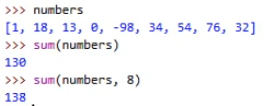 >>> numbers
[1, 18, 13, 0, -98, 34, 54, 76, 32]
>>> sum(numbers)
130
>>> sum(numbers, 8)
138